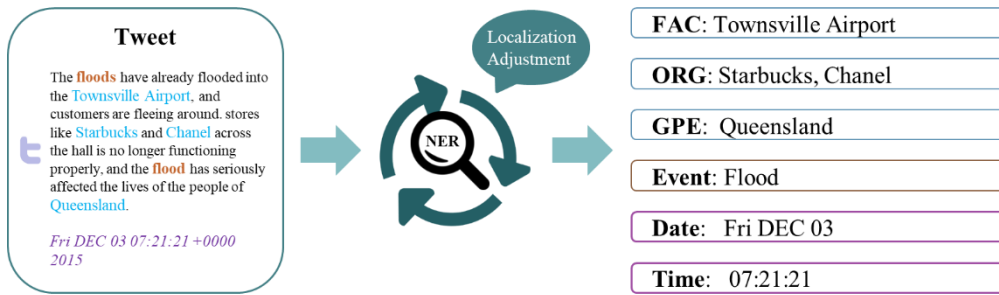 Tweet
The floods have already flooded into
the Townsville Airport, and
customers are fleeing around. stores
like Starbucks and Chanel across
the hall is no longer functioning
properly, and the flood has seriously
affected the lives of the people of
Queensland.
Fri DEC 03 07:21:21 +0000
2015
Localization
Adjustment
NER
FAC: Townsville Airport
ORG: Starbucks, Chanel
GPE: Queensland
Event: Flood
Date: Fri DEC 03
Time: 07:21:21